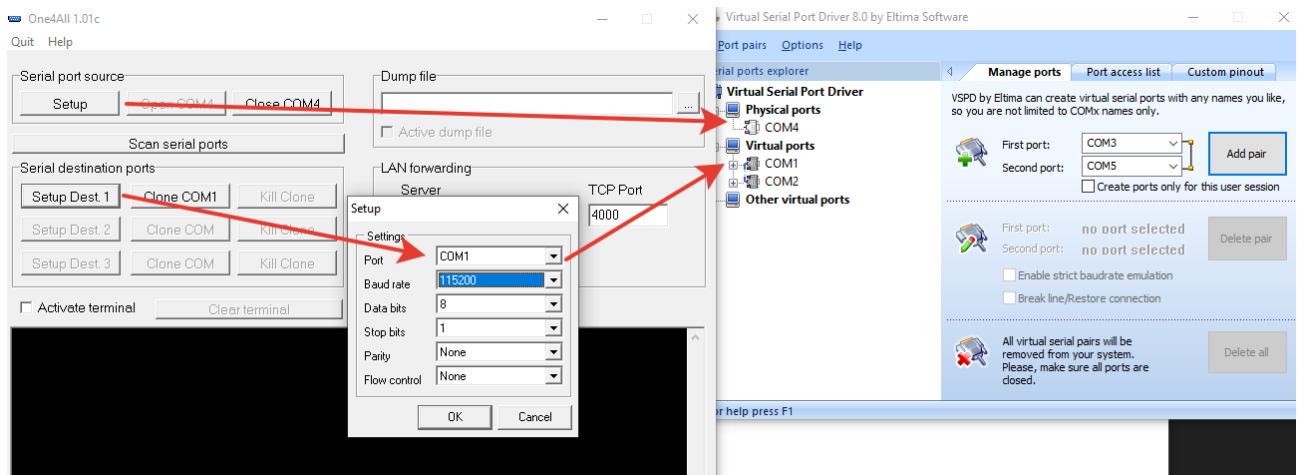 One4All 1.01c
Quit Help
Serial port source
Setup Open COM4 Close COM4
Scan serial ports
Dump file
...
Active dump file
Serial destination ports
Setup Dest. 1 Clone COM1 Kill Clone
Setup Dest. 2 Clone COM Kill Clone
Setup Dest. 3 Clone COM Kill Clone
LAN forwarding
Server TCP Port
4000
Activate terminal Clear terminal
Setup
Settings
Port COM1
Baud rate 115200
Data bits 8
Stop bits 1
Parity None
Flow control None
OK Cancel
Virtual Serial Port Driver 8.0 by Eltima Software
Port pairs Options Help
erial ports explorer
Virtual Serial Port Driver
Physical ports
COM4
Virtual ports
COM1
COM2
Other virtual ports
Manage ports Port access list Custom pinout
VSPD by Eltima can create virtual serial ports with any names you like,
so you are not limited to COMx names only.
First port: COM3
Second port: COM5
Add pair
Create ports only for this user session
First port: no port selected
Second port: no port selected
Delete pair
Enable strict baudrate emulation
Break line/Restore connection
All virtual serial pairs will be
removed from your system.
Please, make sure all ports are
closed.
Delete all
or help press F1